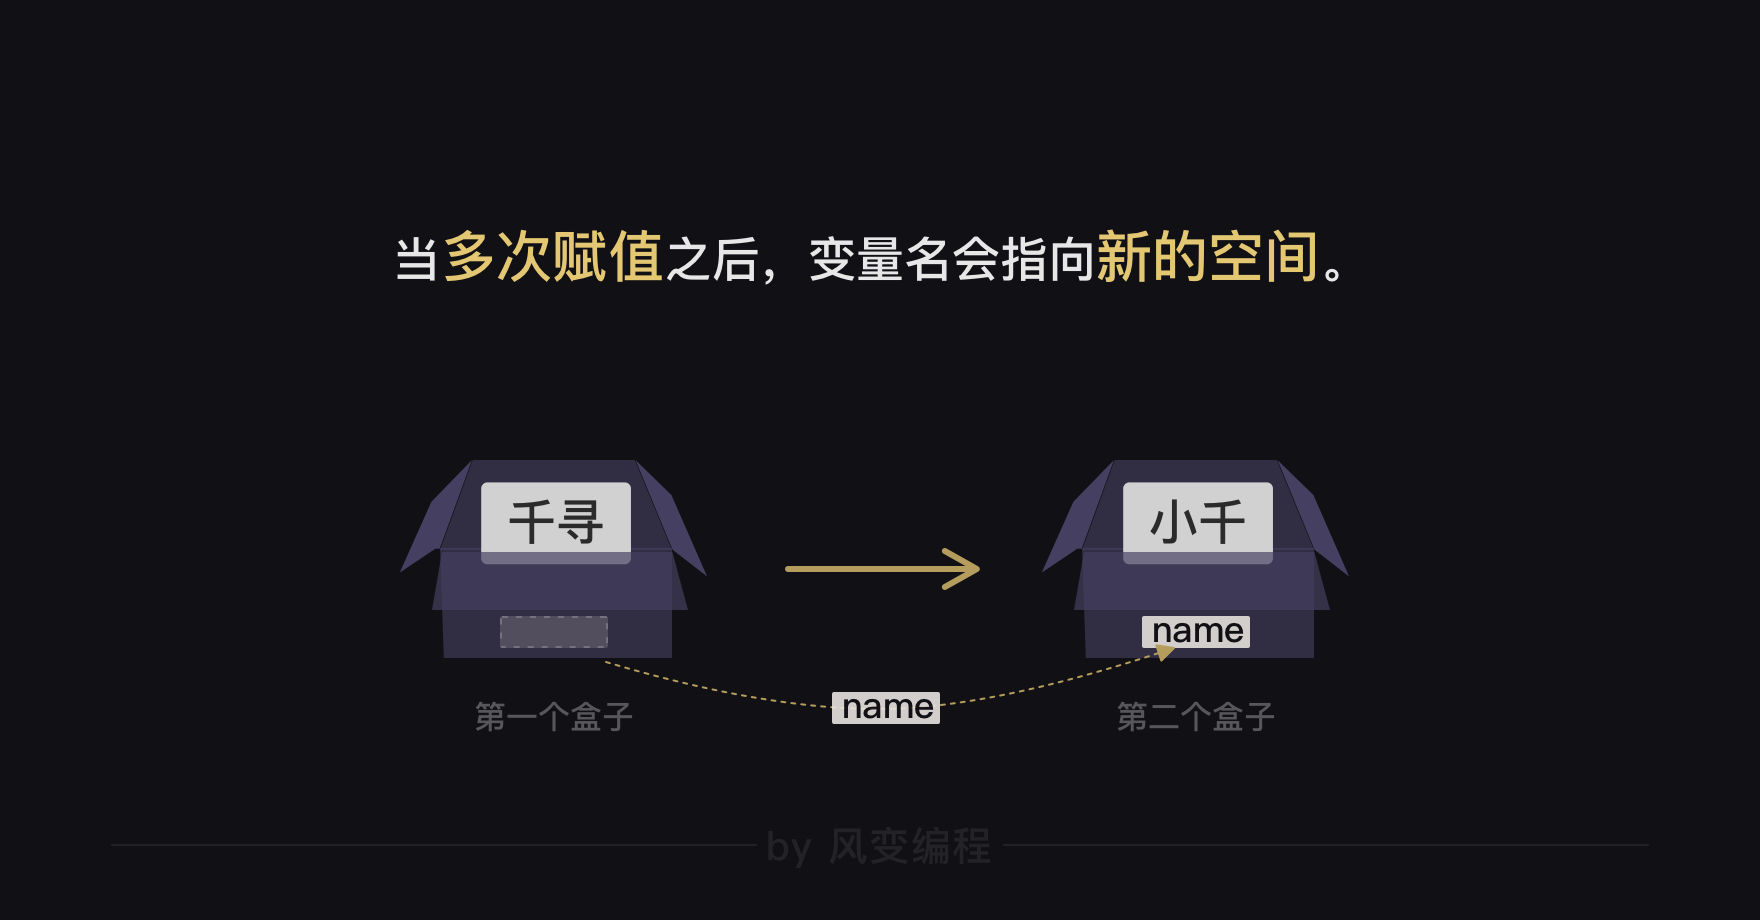 当多次赋值之后，变量名会指向新的空间。
千寻
小千
name
name
第一个盒子
第二个盒子
by 风变编程